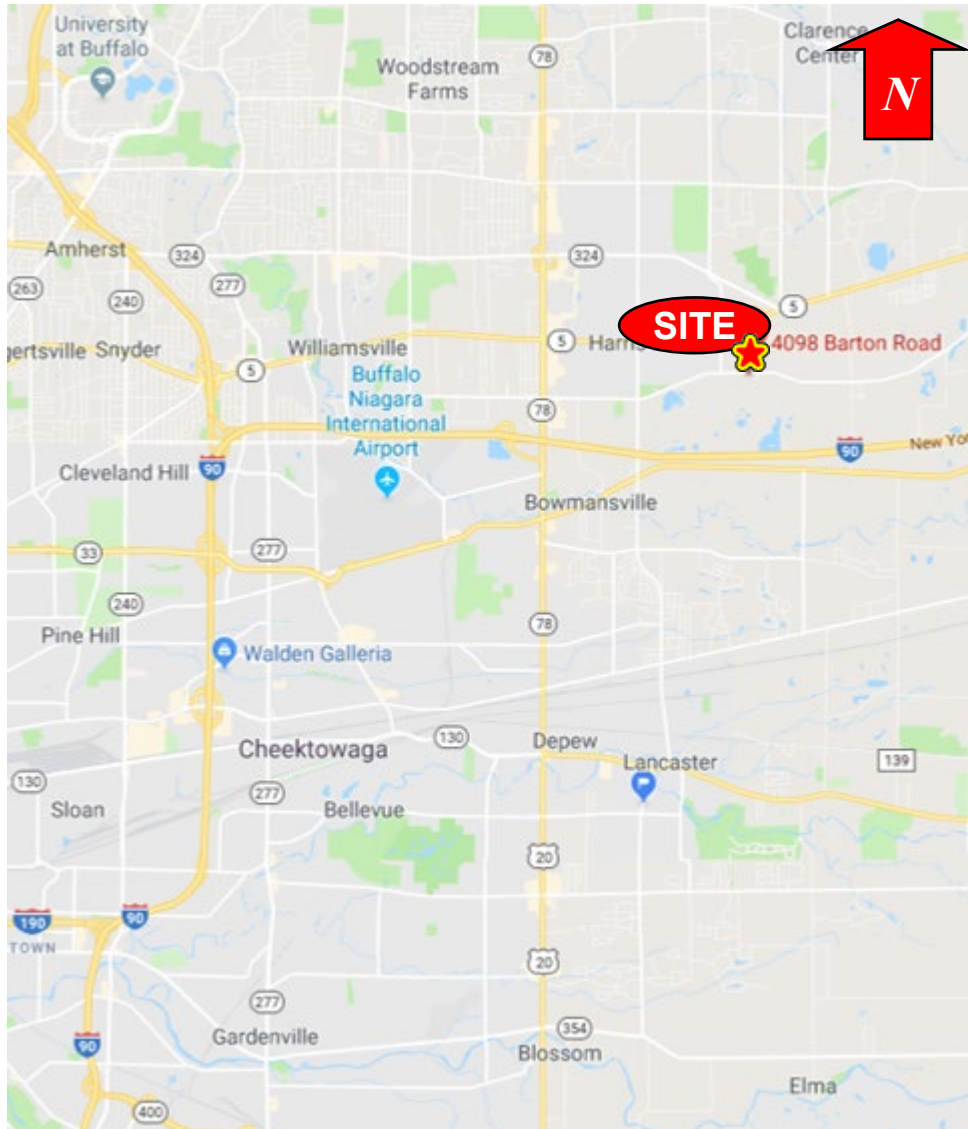 University
at Buffalo
Clarence
Center
N
78
Woodstream
Farms
Amherst
324
324
263
277
240
5
SITE
gertsville
Snyder
Williamsville
5
Harris
4098 Barton Road
5
Buffalo
Niagara
International
Airport
78
90
New Yo
Cleveland Hill
90
Bowmansville
33
277
240
78
Pine Hill
Walden Galleria
130
Depew
Cheektowaga
Lancaster
139
130
277
Sloan
Bellevue
20
190
90
TOWN
20
277
354
Gardenville
90
Blossom
Elma
400